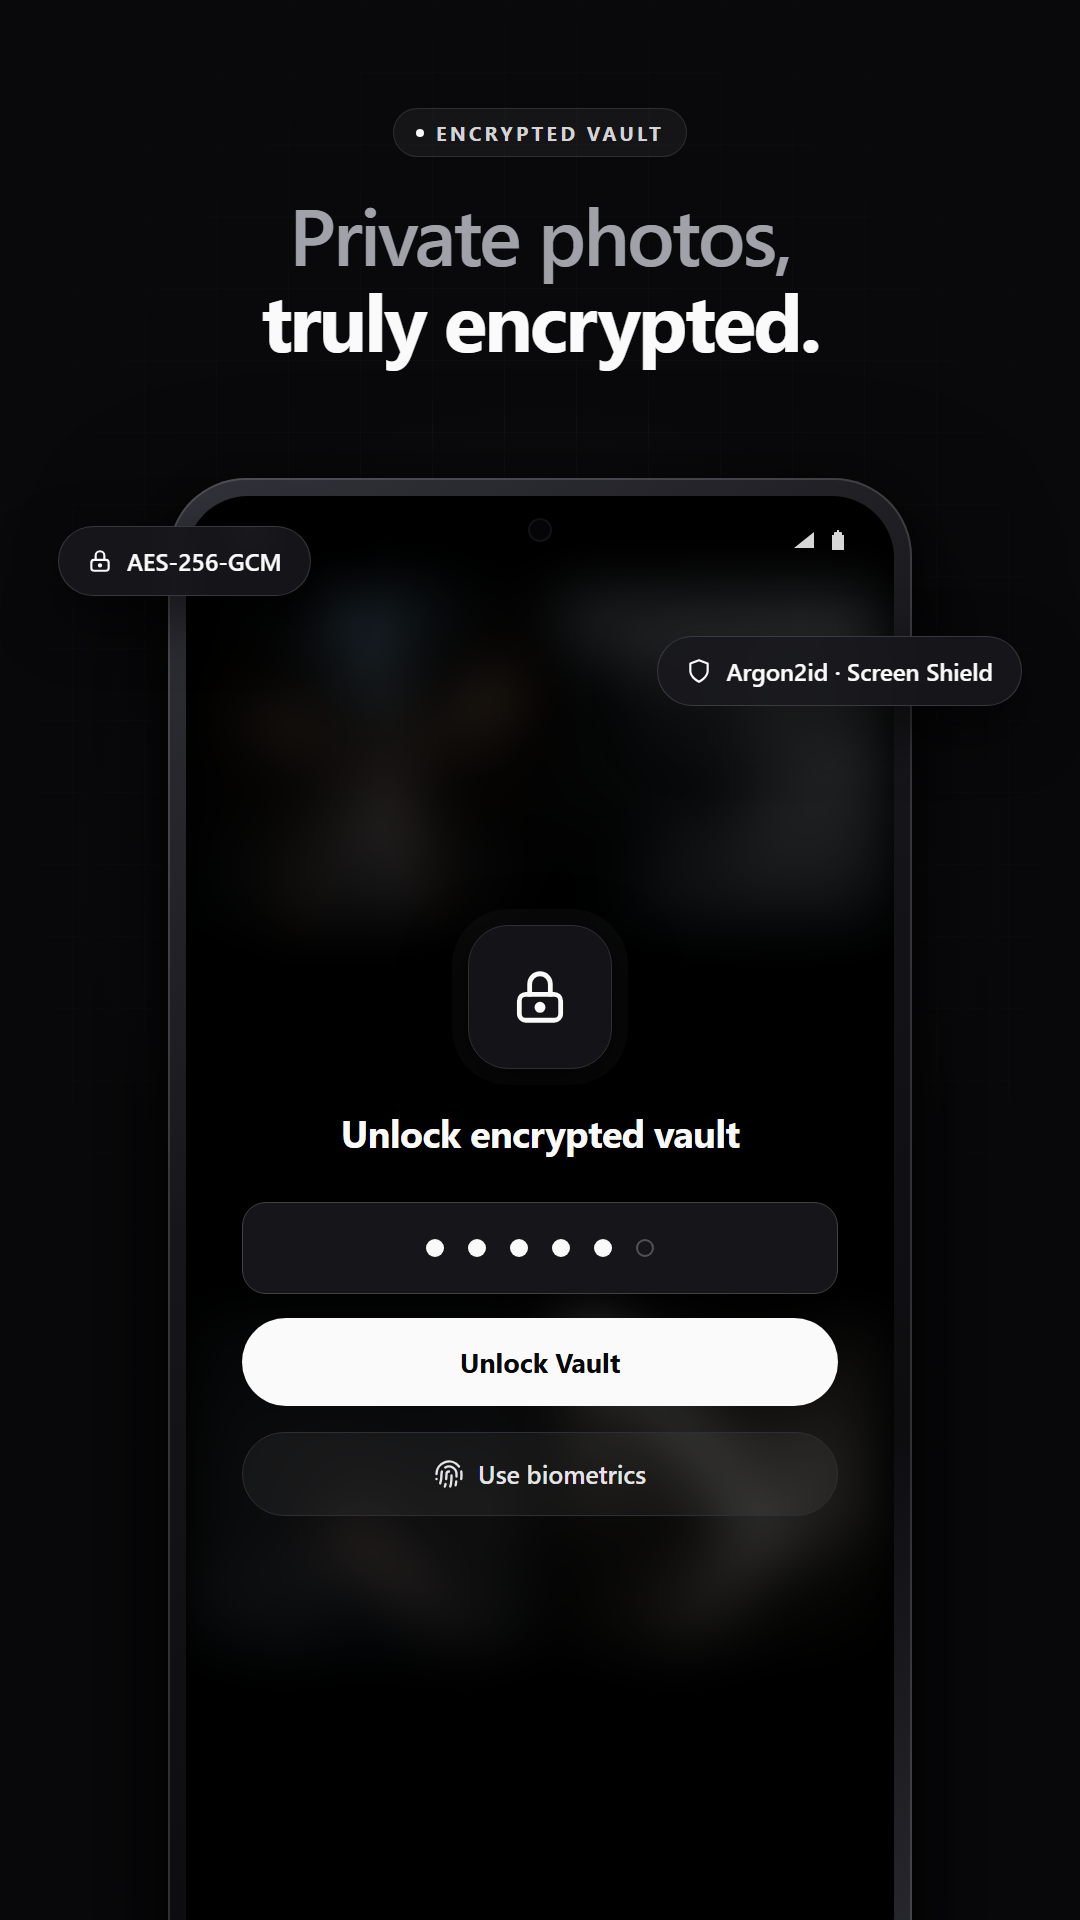 ENCRYPTED VAULT
Private photos,
truly encrypted.
AES-256-GCM
Argon2id · Screen Shield
Unlock encrypted vault
Unlock Vault
Use biometrics